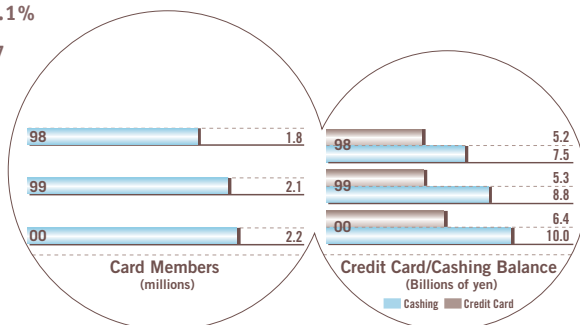 .1%
98 1.8
99 2.1
00 2.2
Card Members
(millions)
98 5.2
7.5
99 5.3
8.8
00 6.4
10.0
Credit Card/Cashing Balance
(Billions of yen)
Cashing Credit Card